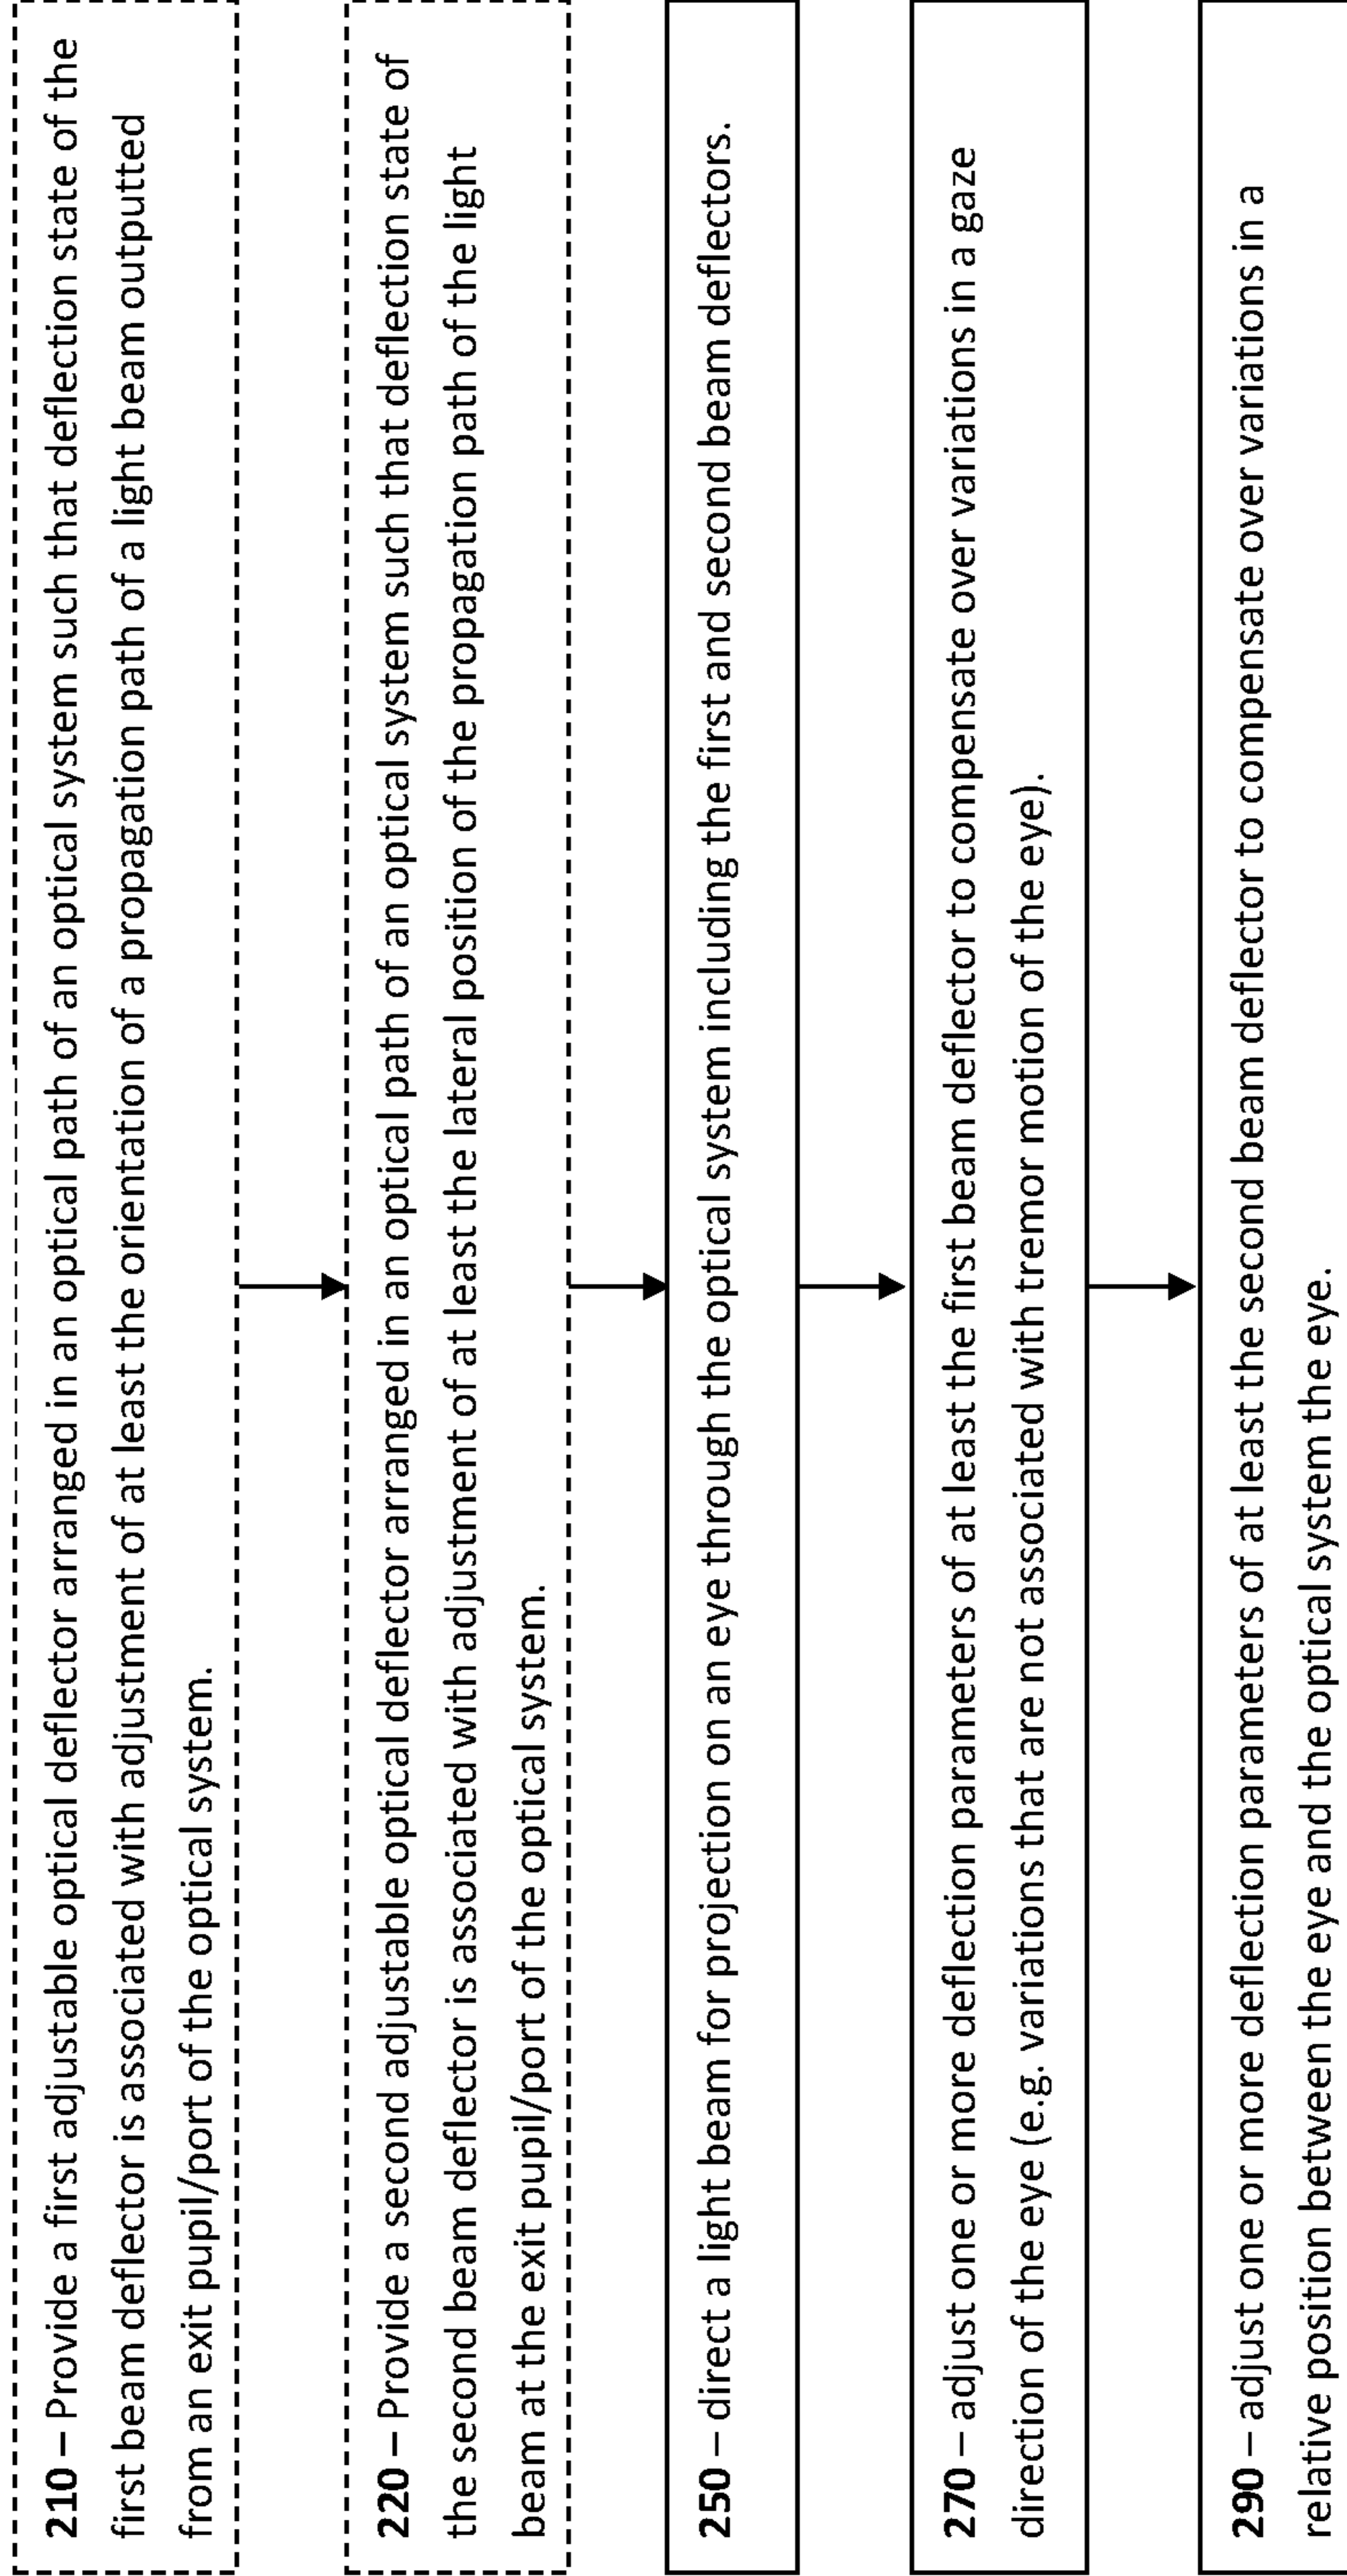 210 – Provide a first adjustable optical deflector arranged in an optical path of an optical system such that deflection state of the
first beam deflector is associated with adjustment of at least the orientation of a propagation path of a light beam outputted
from an exit pupil/port of the optical system.
220 – Provide a second adjustable optical deflector arranged in an optical path of an optical system such that deflection state of
the second beam deflector is associated with adjustment of at least the lateral position of the propagation path of the light
beam at the exit pupil/port of the optical system.
250 – direct a light beam for projection on an eye through the optical system including the first and second beam deflectors.
270 – adjust one or more deflection parameters of at least the first beam deflector to compensate over variations in a gaze
direction of the eye (e.g. variations that are not associated with tremor motion of the eye).
290 – adjust one or more deflection parameters of at least the second beam deflector to compensate over variations in a
relative position between the eye and the optical system the eye.